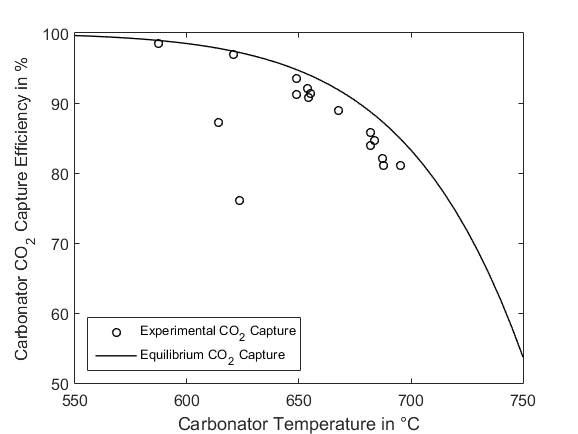 Carbonator CO2 Capture Efficiency in %
100
90
80
70
60
50
Experimental CO2 Capture
Equilibrium CO2 Capture
550
600
650
700
750
Carbonator Temperature in °C